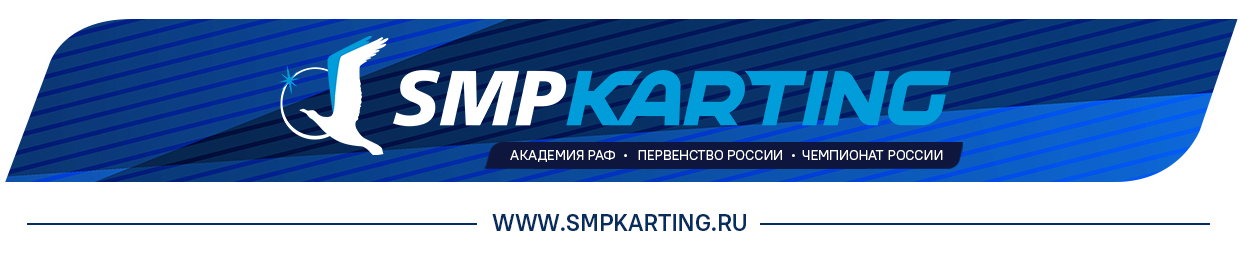 SMPKARTING
АКАДЕМИЯ РАФ • ПЕРВЕНСТВО РОССИИ • ЧЕМПИОНАТ РОССИИ
WWW.SMPKARTING.RU